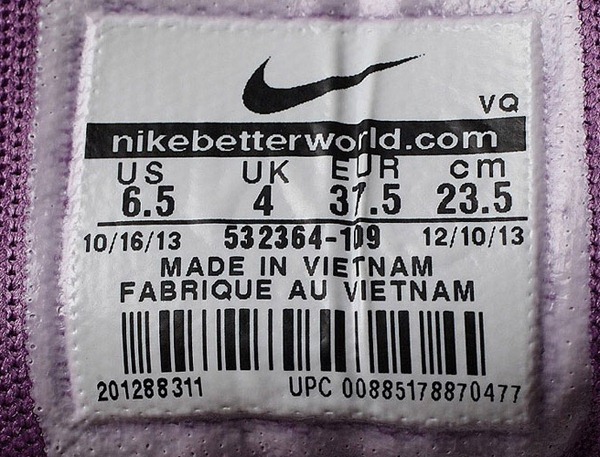 VQ
nikebetterworld.com
US UK EUR cm
6.5 4 37.5 23.5
10/16/13 532364-109 12/10/13
MADE IN VIETNAM
FABRIQUE AU VIETNAM
201288311 UPC 00885178870477